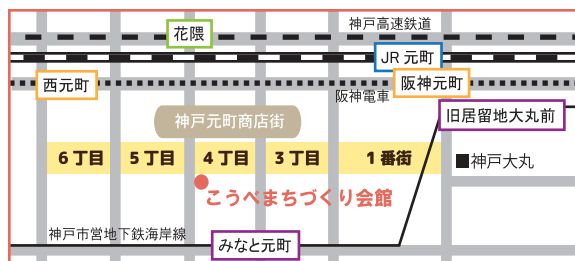 神戸高速鉄道
花隈
JR 元町
西元町
阪神元町
阪神電車
神戸元町商店街
旧居留地大丸前
6丁目
5丁目
4丁目
3丁目
1番街
■神戸大丸
こうべまちづくり会館
神戸市営地下鉄海岸線
みなと元町